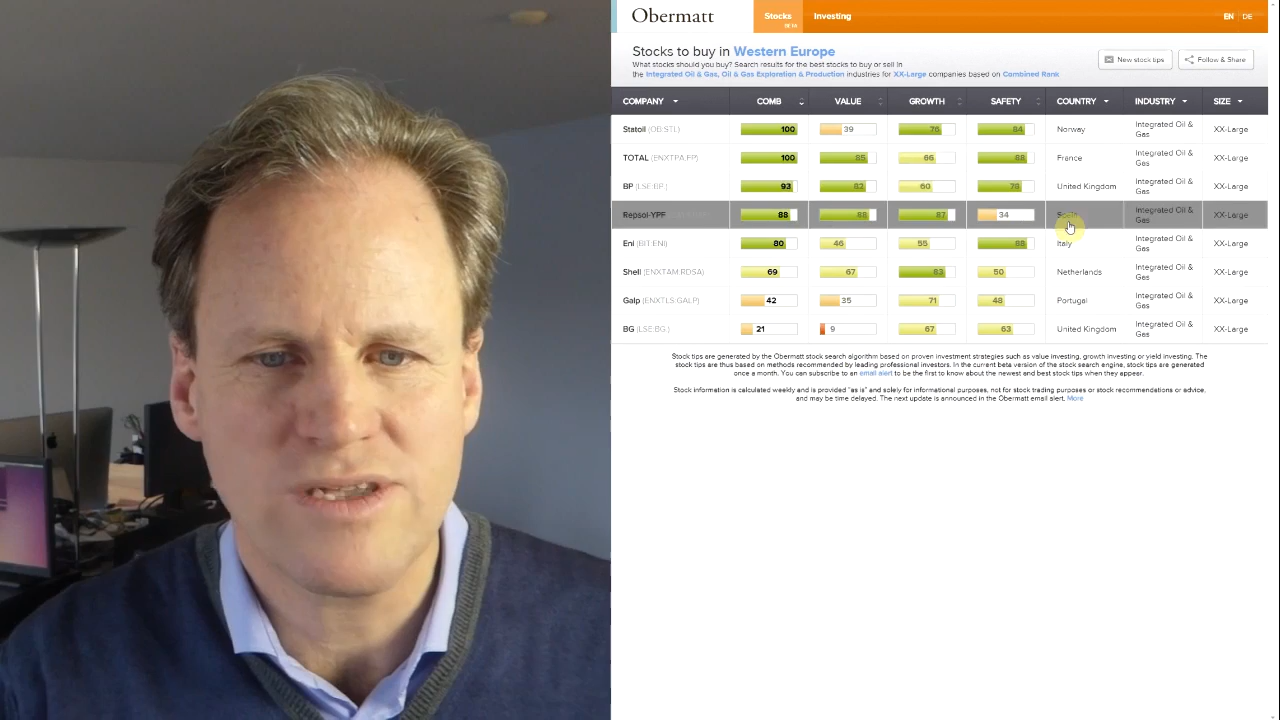 Obermatt
Stocks
BETA
Investing
EN DE
Stocks to buy in Western Europe
What stocks should you buy? Search results for the best stocks to buy or sell in
the Integrated Oil & Gas, Oil & Gas Exploration & Production industries for XX-Large companies based on Combined Rank
New stock tips
Follow & Share
COMPANY COMB VALUE GROWTH SAFETY COUNTRY INDUSTRY SIZE
Statoil (OB:STL) 100 39 76 84 Norway Integrated Oil & Gas XX-Large
TOTAL (ENXTPA:FP) 100 85 66 88 France Integrated Oil & Gas XX-Large
BP (LSE:BP.) 93 82 60 78 United Kingdom Integrated Oil & Gas XX-Large
Repsol-YPF 88 88 87 34 Integrated Oil & Gas XX-Large
Eni (BIT:ENI) 80 46 55 88 Italy Integrated Oil & Gas XX-Large
Shell (ENXTAM:RDSA) 69 67 83 50 Netherlands Integrated Oil & Gas XX-Large
Galp (ENXTLS:GALP) 42 35 71 48 Portugal Integrated Oil & Gas XX-Large
BG (LSE:BG.) 21 9 67 63 United Kingdom Integrated Oil & Gas XX-Large
Stock tips are generated by the Obermatt stock search algorithm based on proven investment strategies such as value investing, growth investing or yield investing. The
stock tips are thus based on methods recommended by leading professional investors. In the current beta version of the stock search engine, stock tips are generated
once a month. You can subscribe to an email alert to be the first to know about the newest and best stock tips when they appear.
Stock information is calculated weekly and is provided "as is" and solely for informational purposes, not for stock trading purposes or stock recommendations or advice,
and may be time delayed. The next update is announced in the Obermatt email alert. More